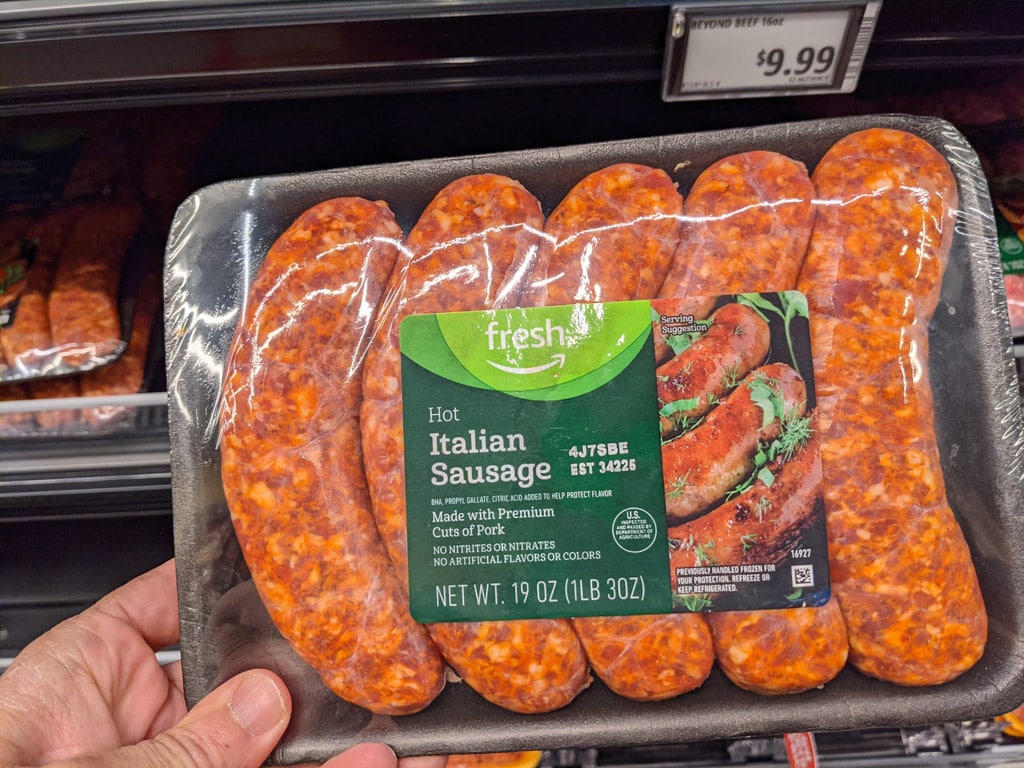 BEYOND BEEF 16oz
$9.99
fresh
Serving
Suggestion
Hot
Italian
Sausage
4J7SBE
EST 34225
BHA, PROPYL GALLATE, CITRIC ACID ADDED TO HELP PROTECT FLAVOR
Made with Premium
Cuts of Pork
NO NITRITES OR NITRATES
NO ARTIFICIAL FLAVORS OR COLORS
U.S.
INSPECTED
AND PASSED BY
DEPARTMENT OF
AGRICULTURE
NET WT. 19 OZ (1LB 3OZ)
16927
PREVIOUSLY HANDLED FROZEN FOR
YOUR PROTECTION. REFREEZE OR
KEEP REFRIGERATED.